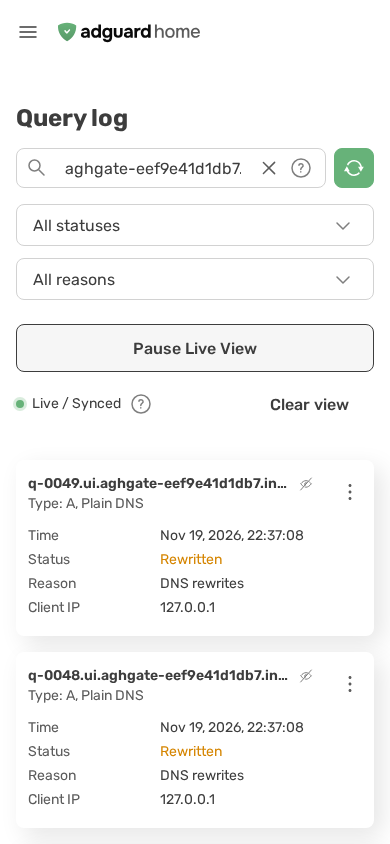 adguard home
Query log
aghgate-eef9e41d1db7.
All statuses
All reasons
Pause Live View
Live / Synced
Clear view
q-0049.ui.aghgate-eef9e41d1db7.in…
Type: A, Plain DNS
Time Nov 19, 2026, 22:37:08
Status Rewritten
Reason DNS rewrites
Client IP 127.0.0.1
q-0048.ui.aghgate-eef9e41d1db7.in…
Type: A, Plain DNS
Time Nov 19, 2026, 22:37:08
Status Rewritten
Reason DNS rewrites
Client IP 127.0.0.1